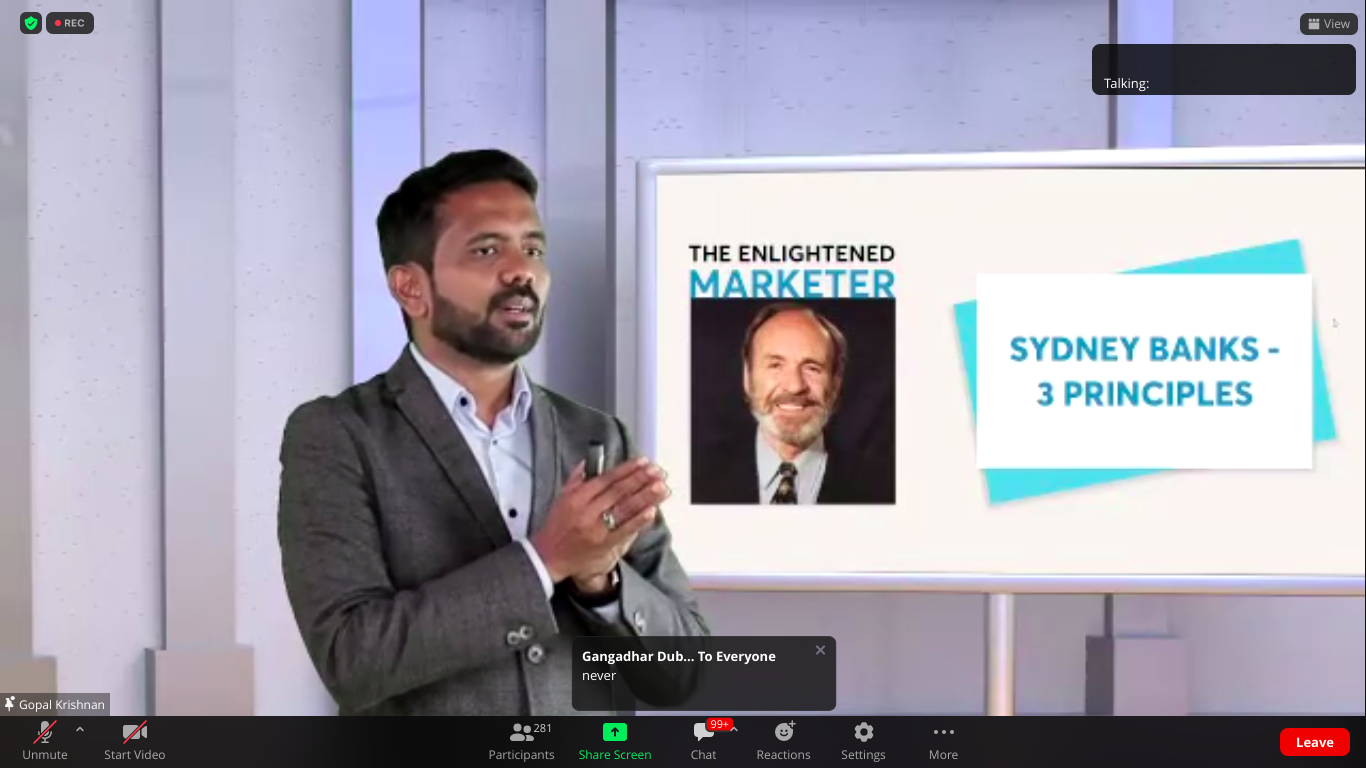 REC
View
Talking:
THE ENLIGHTENED
MARKETER
SYDNEY BANKS -
3 PRINCIPLES
Gangadhar Dub... To Everyone
never
Gopal Krishnan
Unmute
Start Video
281
Participants
Share Screen
99+
Chat
Reactions
Settings
More
Leave